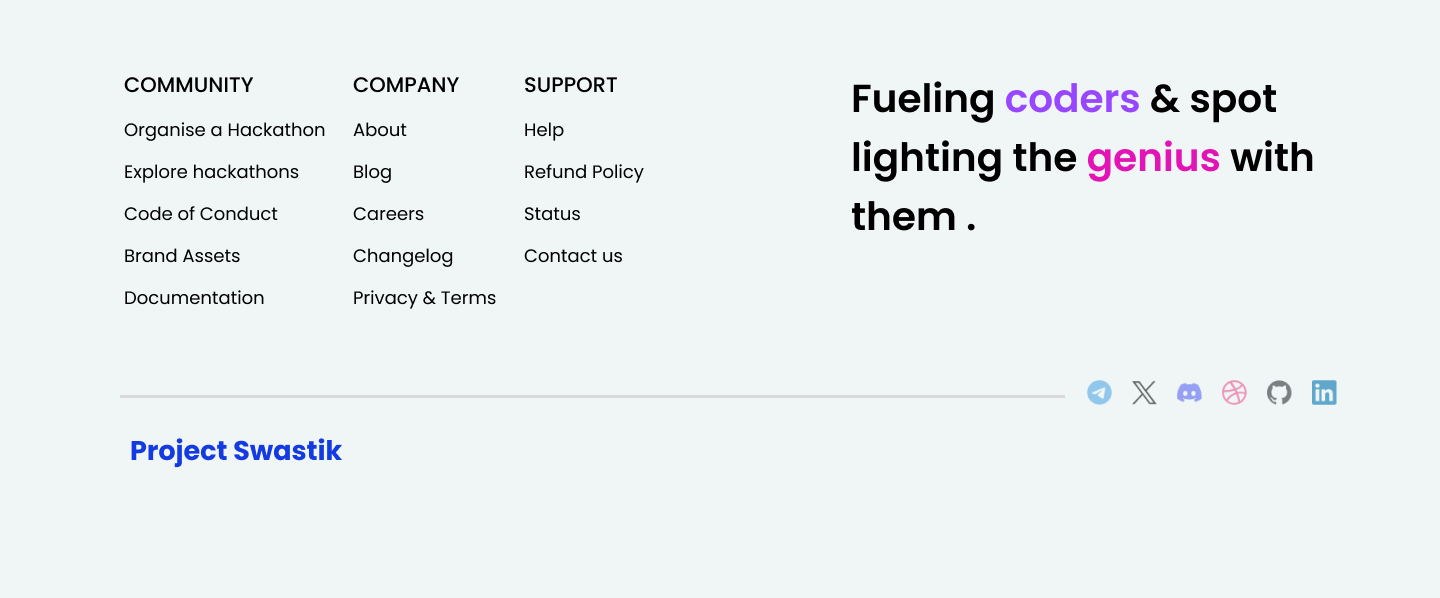 COMMUNITY
Organise a Hackathon
Explore hackathons
Code of Conduct
Brand Assets
Documentation
COMPANY
About
Blog
Careers
Changelog
Privacy & Terms
SUPPORT
Help
Refund Policy
Status
Contact us
Fueling coders & spot
lighting the genius with
them .
in
Project Swastik